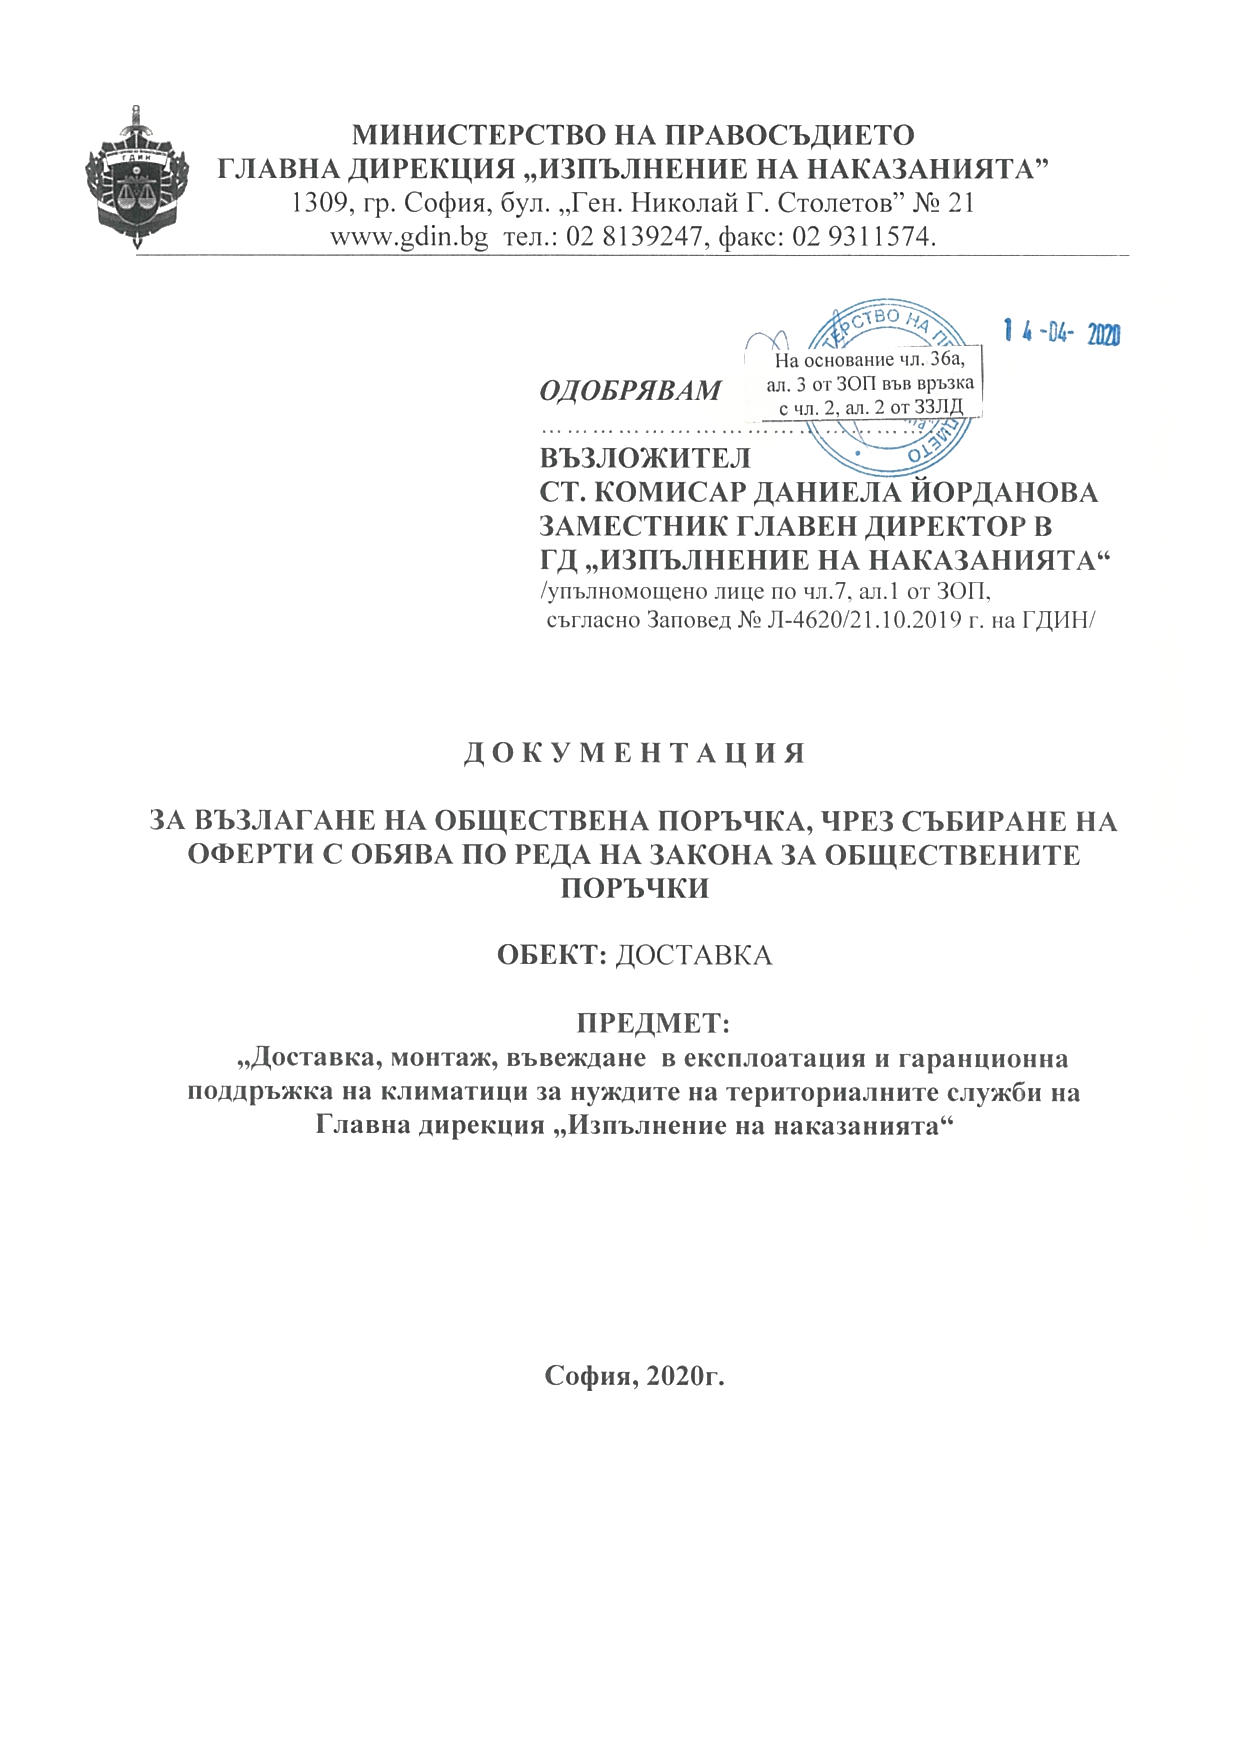 МИНИСТЕРСТВО НА ПРАВОСЪДИЕТО
ГЛАВНА ДИРЕКЦИЯ „ИЗПЪЛНЕНИЕ НА НАКАЗАНИЯТА”
1309, гр. София, бул. „Ген. Николай Г. Столетов” № 21
www.gdin.bg тел.: 02 8139247, факс: 02 9311574.
ГДИН
14-04-2020
На основание чл. 36а,
ал. 3 от ЗОП във връзка
с чл. 2, ал. 2 от ЗЗЛД
ОДОБРЯВАМ
ВЪЗЛОЖИТЕЛ
СТ. КОМИСАР ДАНИЕЛА ЙОРДАНОВА
ЗАМЕСТНИК ГЛАВЕН ДИРЕКТОР В
ГД „ИЗПЪЛНЕНИЕ НА НАКАЗАНИЯТА“
/упълномощено лице по чл.7, ал.1 от ЗОП,
съгласно Заповед № Л-4620/21.10.2019 г. на ГДИН/
Д О К У М Е Н Т А Ц И Я
ЗА ВЪЗЛАГАНЕ НА ОБЩЕСТВЕНА ПОРЪЧКА, ЧРЕЗ СЪБИРАНЕ НА
ОФЕРТИ С ОБЯВА ПО РЕДА НА ЗАКОНА ЗА ОБЩЕСТВЕНИТЕ
ПОРЪЧКИ
ОБЕКТ: ДОСТАВКА
ПРЕДМЕТ:
„Доставка, монтаж, въвеждане в експлоатация и гаранционна
поддръжка на климатици за нуждите на териториалните служби на
Главна дирекция „Изпълнение на наказанията“
София, 2020г.